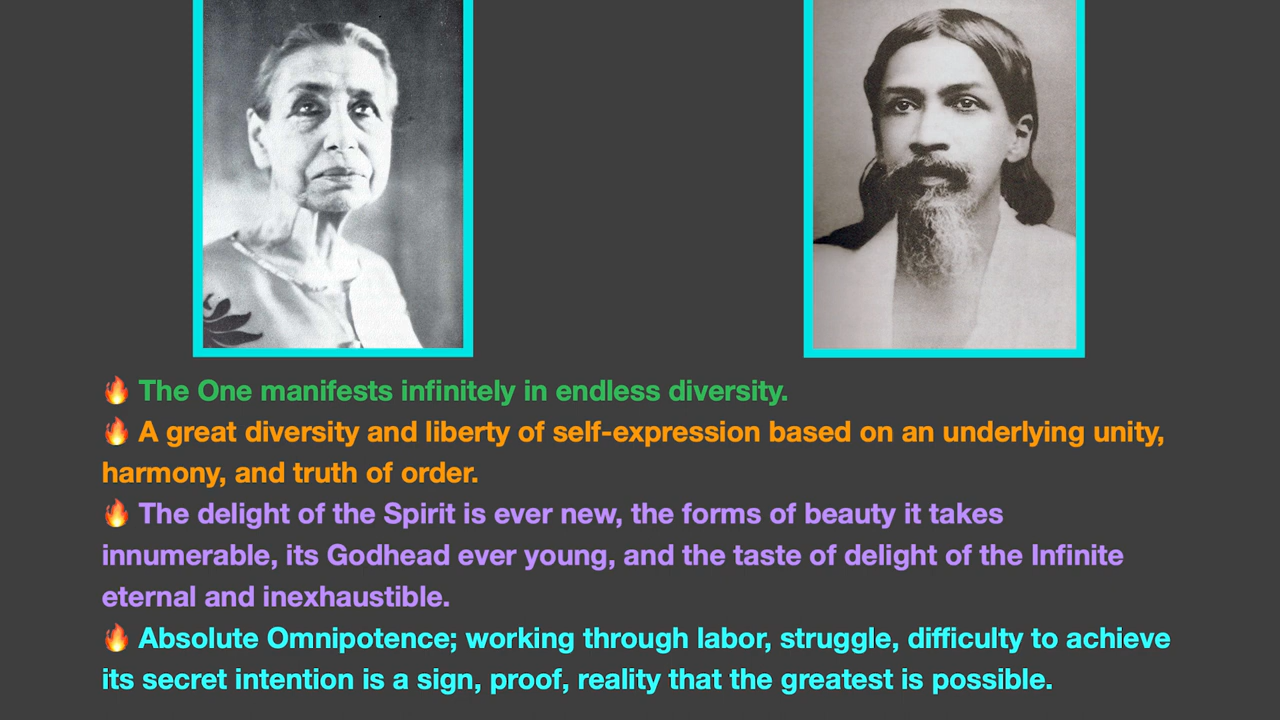 🔥 The One manifests infinitely in endless diversity.
🔥 A great diversity and liberty of self-expression based on an underlying unity,
harmony, and truth of order.
🔥 The delight of the Spirit is ever new, the forms of beauty it takes
innumerable, its Godhead ever young, and the taste of delight of the Infinite
eternal and inexhaustible.
🔥 Absolute Omnipotence; working through labor, struggle, difficulty to achieve
its secret intention is a sign, proof, reality that the greatest is possible.